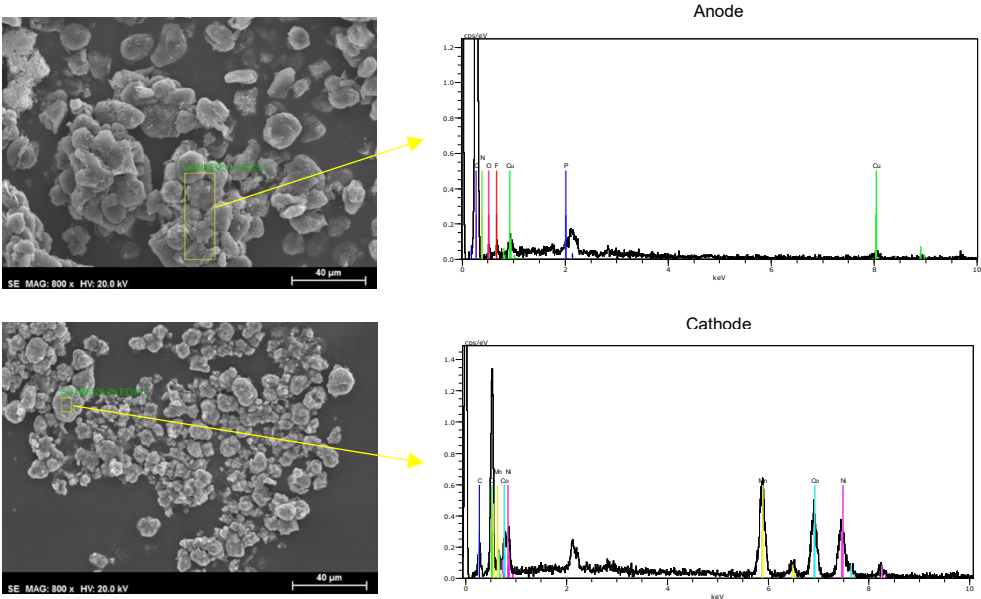 Anode
cps/eV
1.2
1.0
0.8
0.6
0.4
0.2
0.0
N
O F Cu P Cu
0 2 4 6 8 10
keV
40 µm
SE MAG: 800 x HV: 20.0 kV
Cathode
cps/eV
1.4
1.2
1.0
0.8
0.6
0.4
0.2
0.0
Mn Ni
C Co Mn Co Ni
0 2 4 6 8 10
keV
40 µm
SE MAG: 800 x HV: 20.0 kV